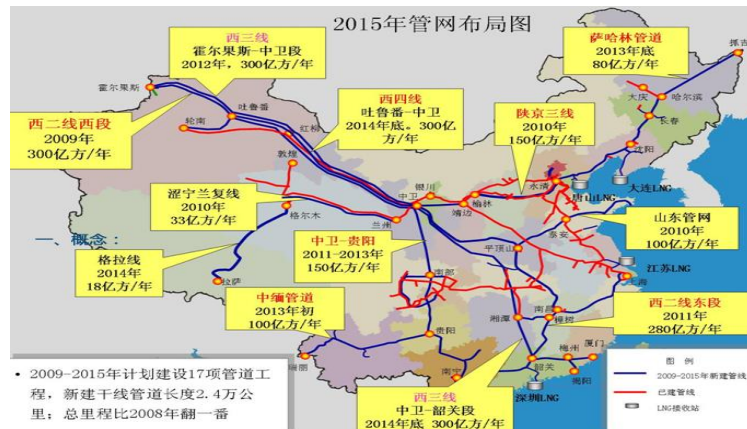 2015年管网布局图
西三线
霍尔果斯-中卫段
2012年，300亿方/年
萨哈林管道
2013年底
80亿方/年
抚吉
霍尔果斯
大庆
哈尔滨
长春
沈阳
西二线西段
2009年
300亿方/年
轮南
吐鲁番
红柳
敦煌
西四线
吐鲁番-中卫
2014年底。300亿
方/年
陕京三线
2010年
150亿方/年
大连LNG
唐山LNG
永清
涩宁兰复线
2010年
33亿方/年
格尔木
兰州
中卫
银川
靖边
榆林
泰安
山东管网
2010年
100亿方/年
一、概念：
格拉线
2014年
18亿方/年
拉萨
中卫-贵阳
2011-2013年
150亿方/年
平顶山
江苏LNG
上海
南部
中缅管道
2013年初
100亿方/年
瑞丽
贵阳
南宁
湘潭
南昌
樟树
西二线东段
2011年
280亿方/年
韶关
梅州
厦门
揭阳
深圳LNG
西三线
中卫-韶关段
2014年底 300亿方/年
• 2009-2015年计划建设17项管道工
程，新建干线管道长度2.4万公
里；总里程比2008年翻一番
图 例
2009-2015年新建管线
已建管线
LNG接收站